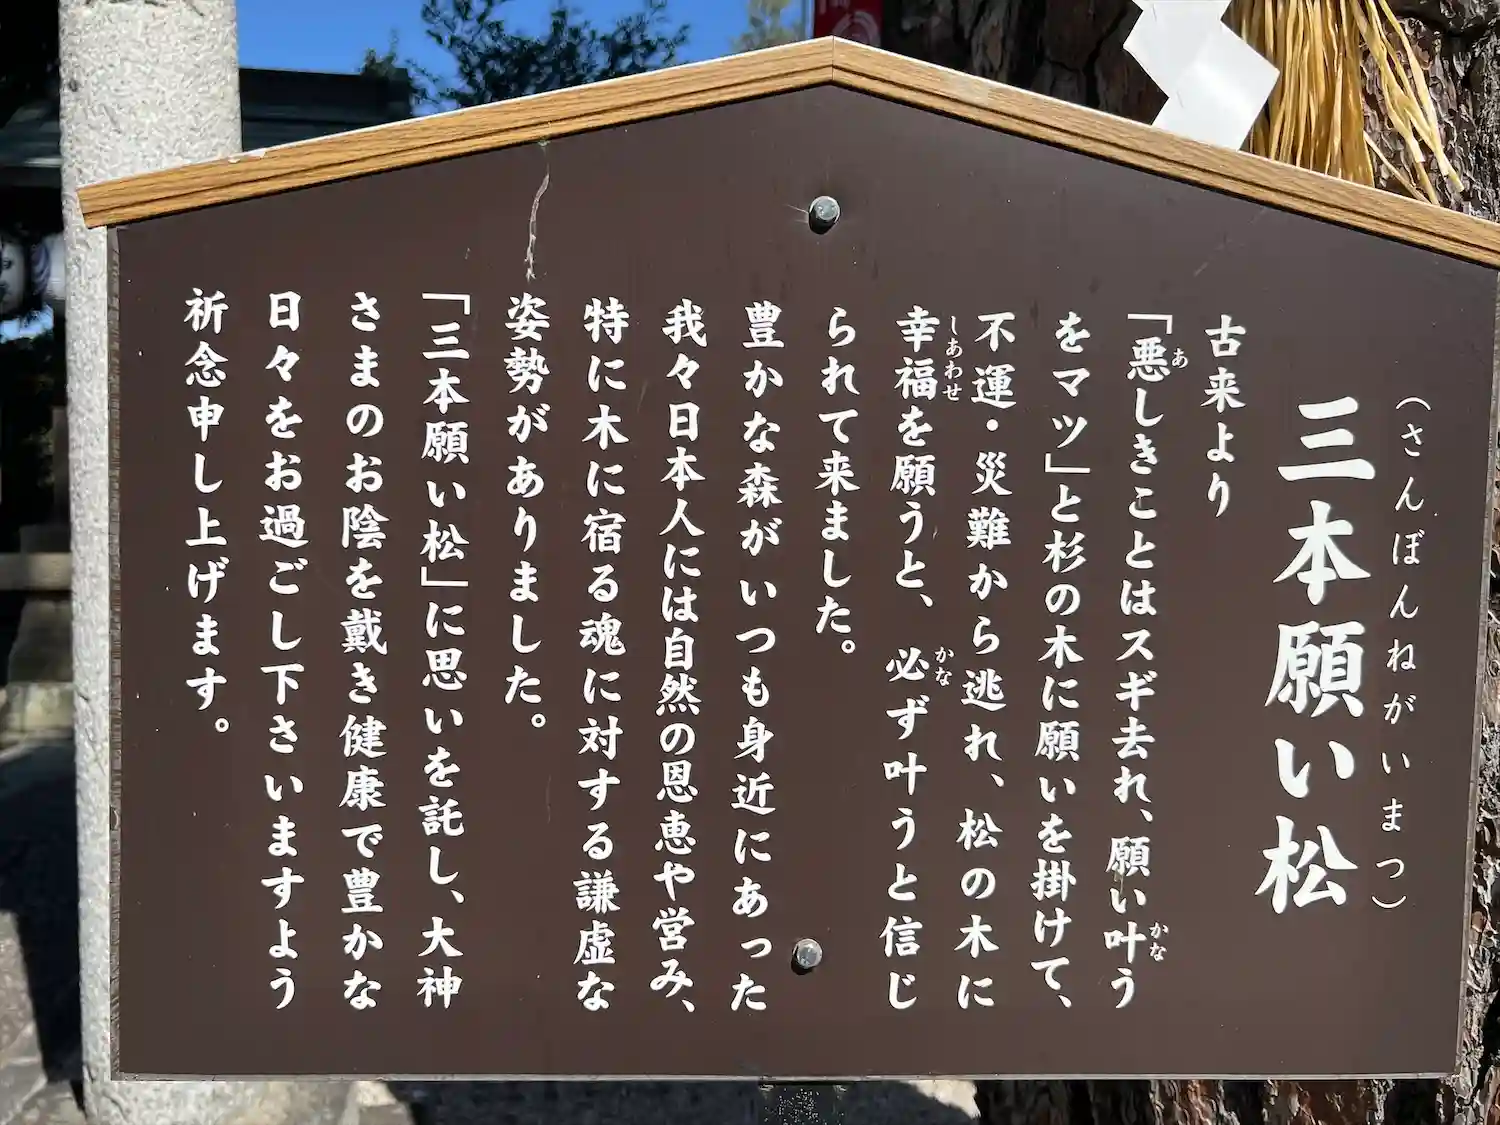 （さんぼんねがいまつ）
三本願い松
古来より
「悪しきことはスギ去れ、願い叶う
あ
かな
をマツ」と杉の木に願いを掛けて、
不運・災難から逃れ、松の木に
幸福を願うと、必ず叶うと信じ
しあわせ
かな
られて来ました。
豊かな森がいつも身近にあった
我々日本人には自然の恩恵や営み、
特に木に宿る魂に対する謙虚な
姿勢がありました。
「三本願い松」に思いを託し、大神
さまのお陰を戴き健康で豊かな
日々をお過ごし下さいますよう
祈念申し上げます。